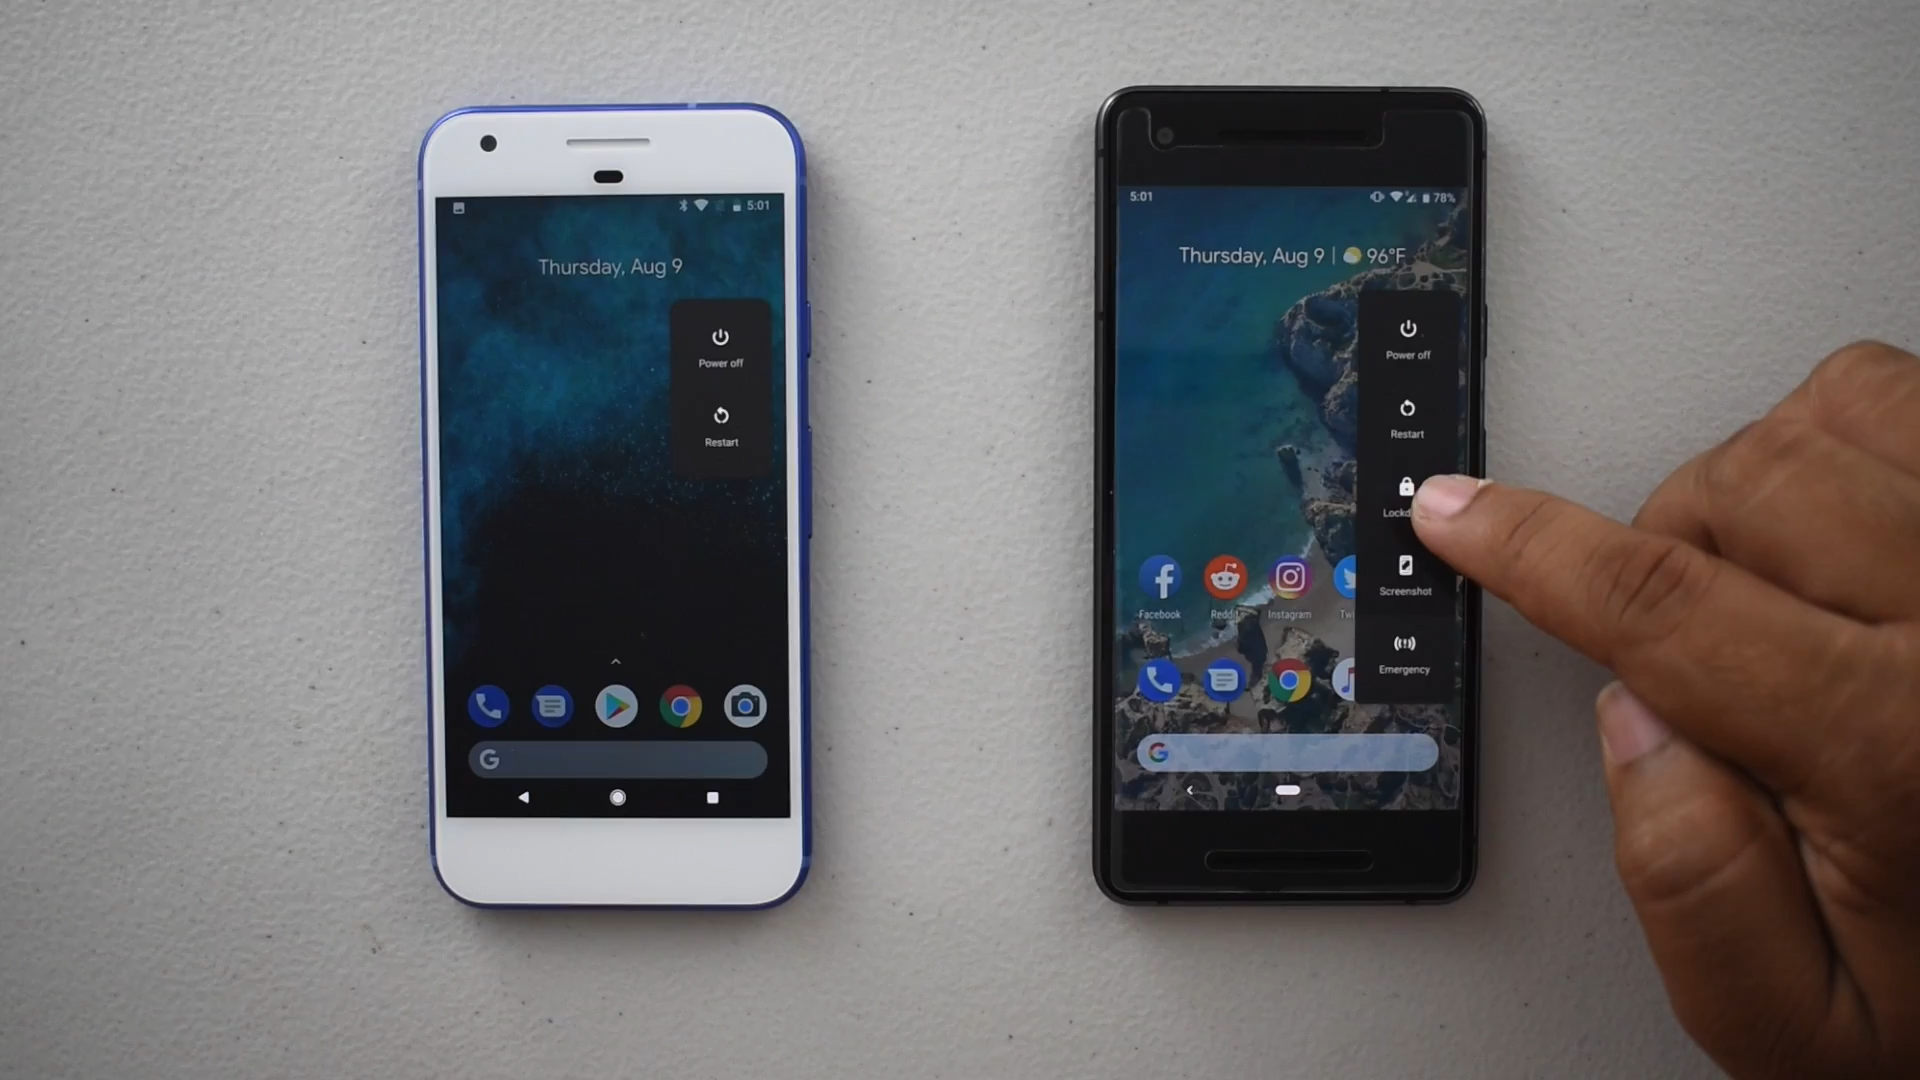 5:01
Thursday, Aug 9
Power off
Restart
G
5:01
78%
Thursday, Aug 9 | 96°F
Power off
Restart
Screenshot
Emergency
Facebook
Reddit
Instagram
G